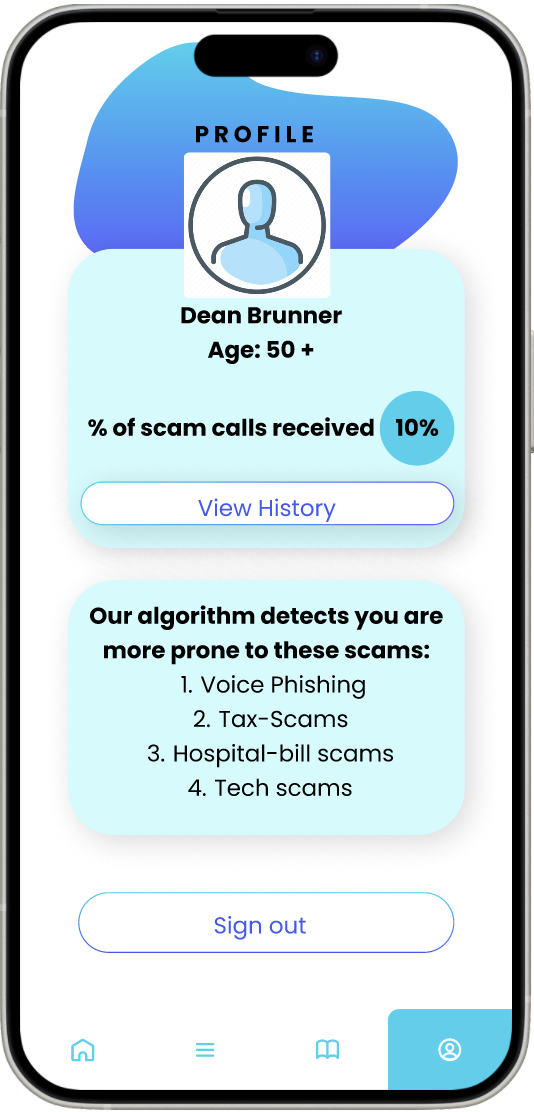 PROFILE
Dean Brunner
Age: 50 +
% of scam calls received 10%
View History
Our algorithm detects you are
more prone to these scams:
1. Voice Phishing
2. Tax-Scams
3. Hospital-bill scams
4. Tech scams
Sign out